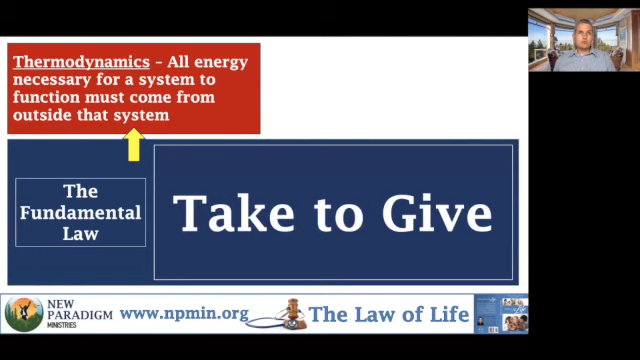 Thermodynamics – All energy
necessary for a system to
function must come from
outside that system
The
Fundamental
Law
Take to Give
NEW
PARADIGM
MINISTRIES
www.npmin.org
The Law of Life